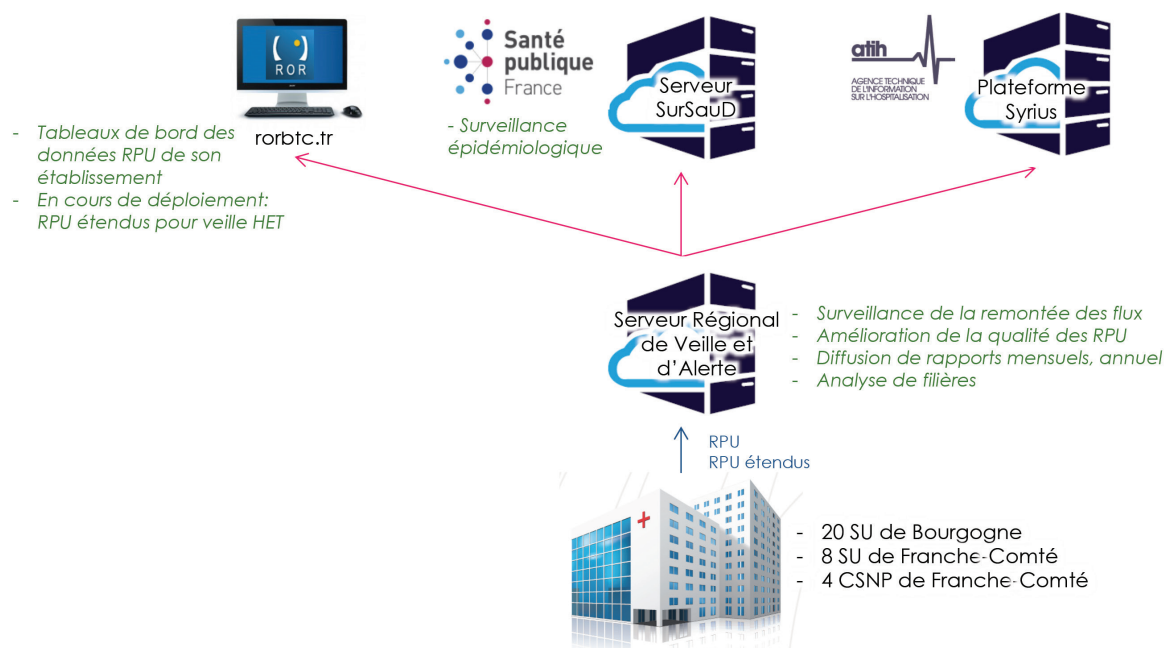 ROR
rorbtc.tr
- Tableaux de bord des
données RPU de son
établissement
- En cours de déploiement:
RPU étendus pour veille HET
Santé
publique
France
- Surveillance
épidémiologique
Serveur
SurSauD
atih
AGENCE TECHNIQUE
DE L'INFORMATION
SUR L'HOSPITALISATION
Plateforme
Syrius
Serveur Régional
de Veille et
d'Alerte
- Surveillance de la remontée des flux
- Amélioration de la qualité des RPU
- Diffusion de rapports mensuels, annuel
- Analyse de filières
RPU
RPU étendus
- 20 SU de Bourgogne
- 8 SU de Franche-Comté
- 4 CSNP de Franche-Comté